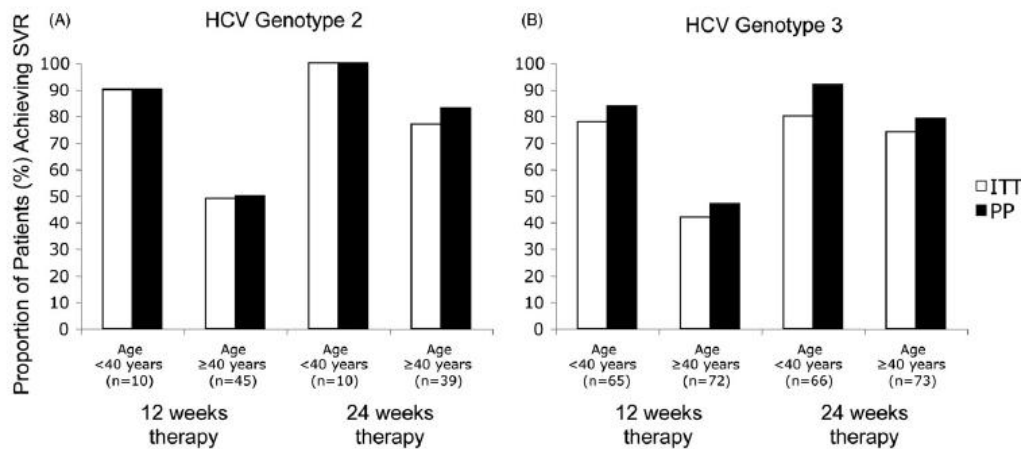 (A)
HCV Genotype 2
Proportion of Patients (%) Achieving SVR
100
90
80
70
60
50
40
30
20
10
0
Age
<40 years
(n=10)
Age
≥40 years
(n=45)
Age
<40 years
(n=10)
Age
≥40 years
(n=39)
12 weeks
therapy
24 weeks
therapy
(B)
HCV Genotype 3
100
90
80
70
60
50
40
30
20
10
0
Age
<40 years
(n=65)
Age
≥40 years
(n=72)
Age
<40 years
(n=66)
Age
≥40 years
(n=73)
12 weeks
therapy
24 weeks
therapy
ITT
PP